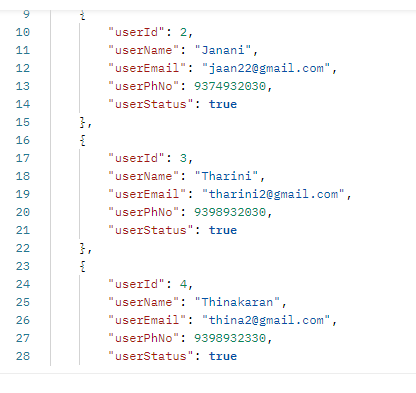 9 {
10 "userId": 2,
11 "userName": "Janani",
12 "userEmail": "jaan22@gmail.com",
13 "userPhNo": 9374932030,
14 "userStatus": true
15 },
16 {
17 "userId": 3,
18 "userName": "Tharini",
19 "userEmail": "tharini2@gmail.com",
20 "userPhNo": 9398932030,
21 "userStatus": true
22 },
23 {
24 "userId": 4,
25 "userName": "Thinakaran",
26 "userEmail": "thina2@gmail.com",
27 "userPhNo": 9398932330,
28 "userStatus": true